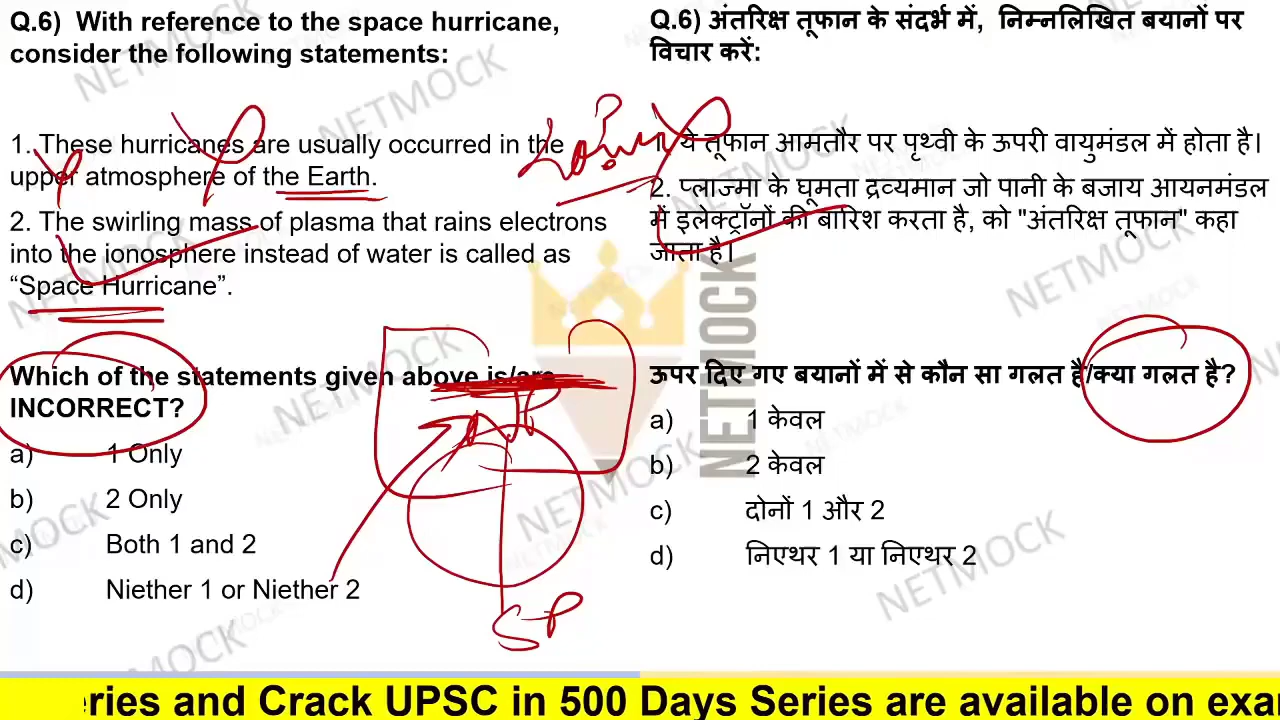 Q.6) With reference to the space hurricane,
consider the following statements:
1. These hurricanes are usually occurred in the
upper atmosphere of the Earth.
2. The swirling mass of plasma that rains electrons
into the ionosphere instead of water is called as
“Space Hurricane”.
Which of the statements given above is/are
INCORRECT?
a) 1 Only
b) 2 Only
c) Both 1 and 2
d) Niether 1 or Niether 2
NP
SP
Q.6) अंतरिक्ष तूफान के संदर्भ में, निम्नलिखित बयानों पर
विचार करें:
ये तूफान आमतौर पर पृथ्वी के ऊपरी वायुमंडल में होता है।
2. प्लाज्मा के घूमता द्रव्यमान जो पानी के बजाय आयनमंडल
में इलेक्ट्रॉनों की बारिश करता है, को "अंतरिक्ष तूफान" कहा
जाता है।
ऊपर दिए गए बयानों में से कौन सा गलत है/क्या गलत है?
a) 1 केवल
b) 2 केवल
c) दोनों 1 और 2
d) निएथर 1 या निएथर 2
NETMOCK
eries and Crack UPSC in 500 Days Series are available on exa